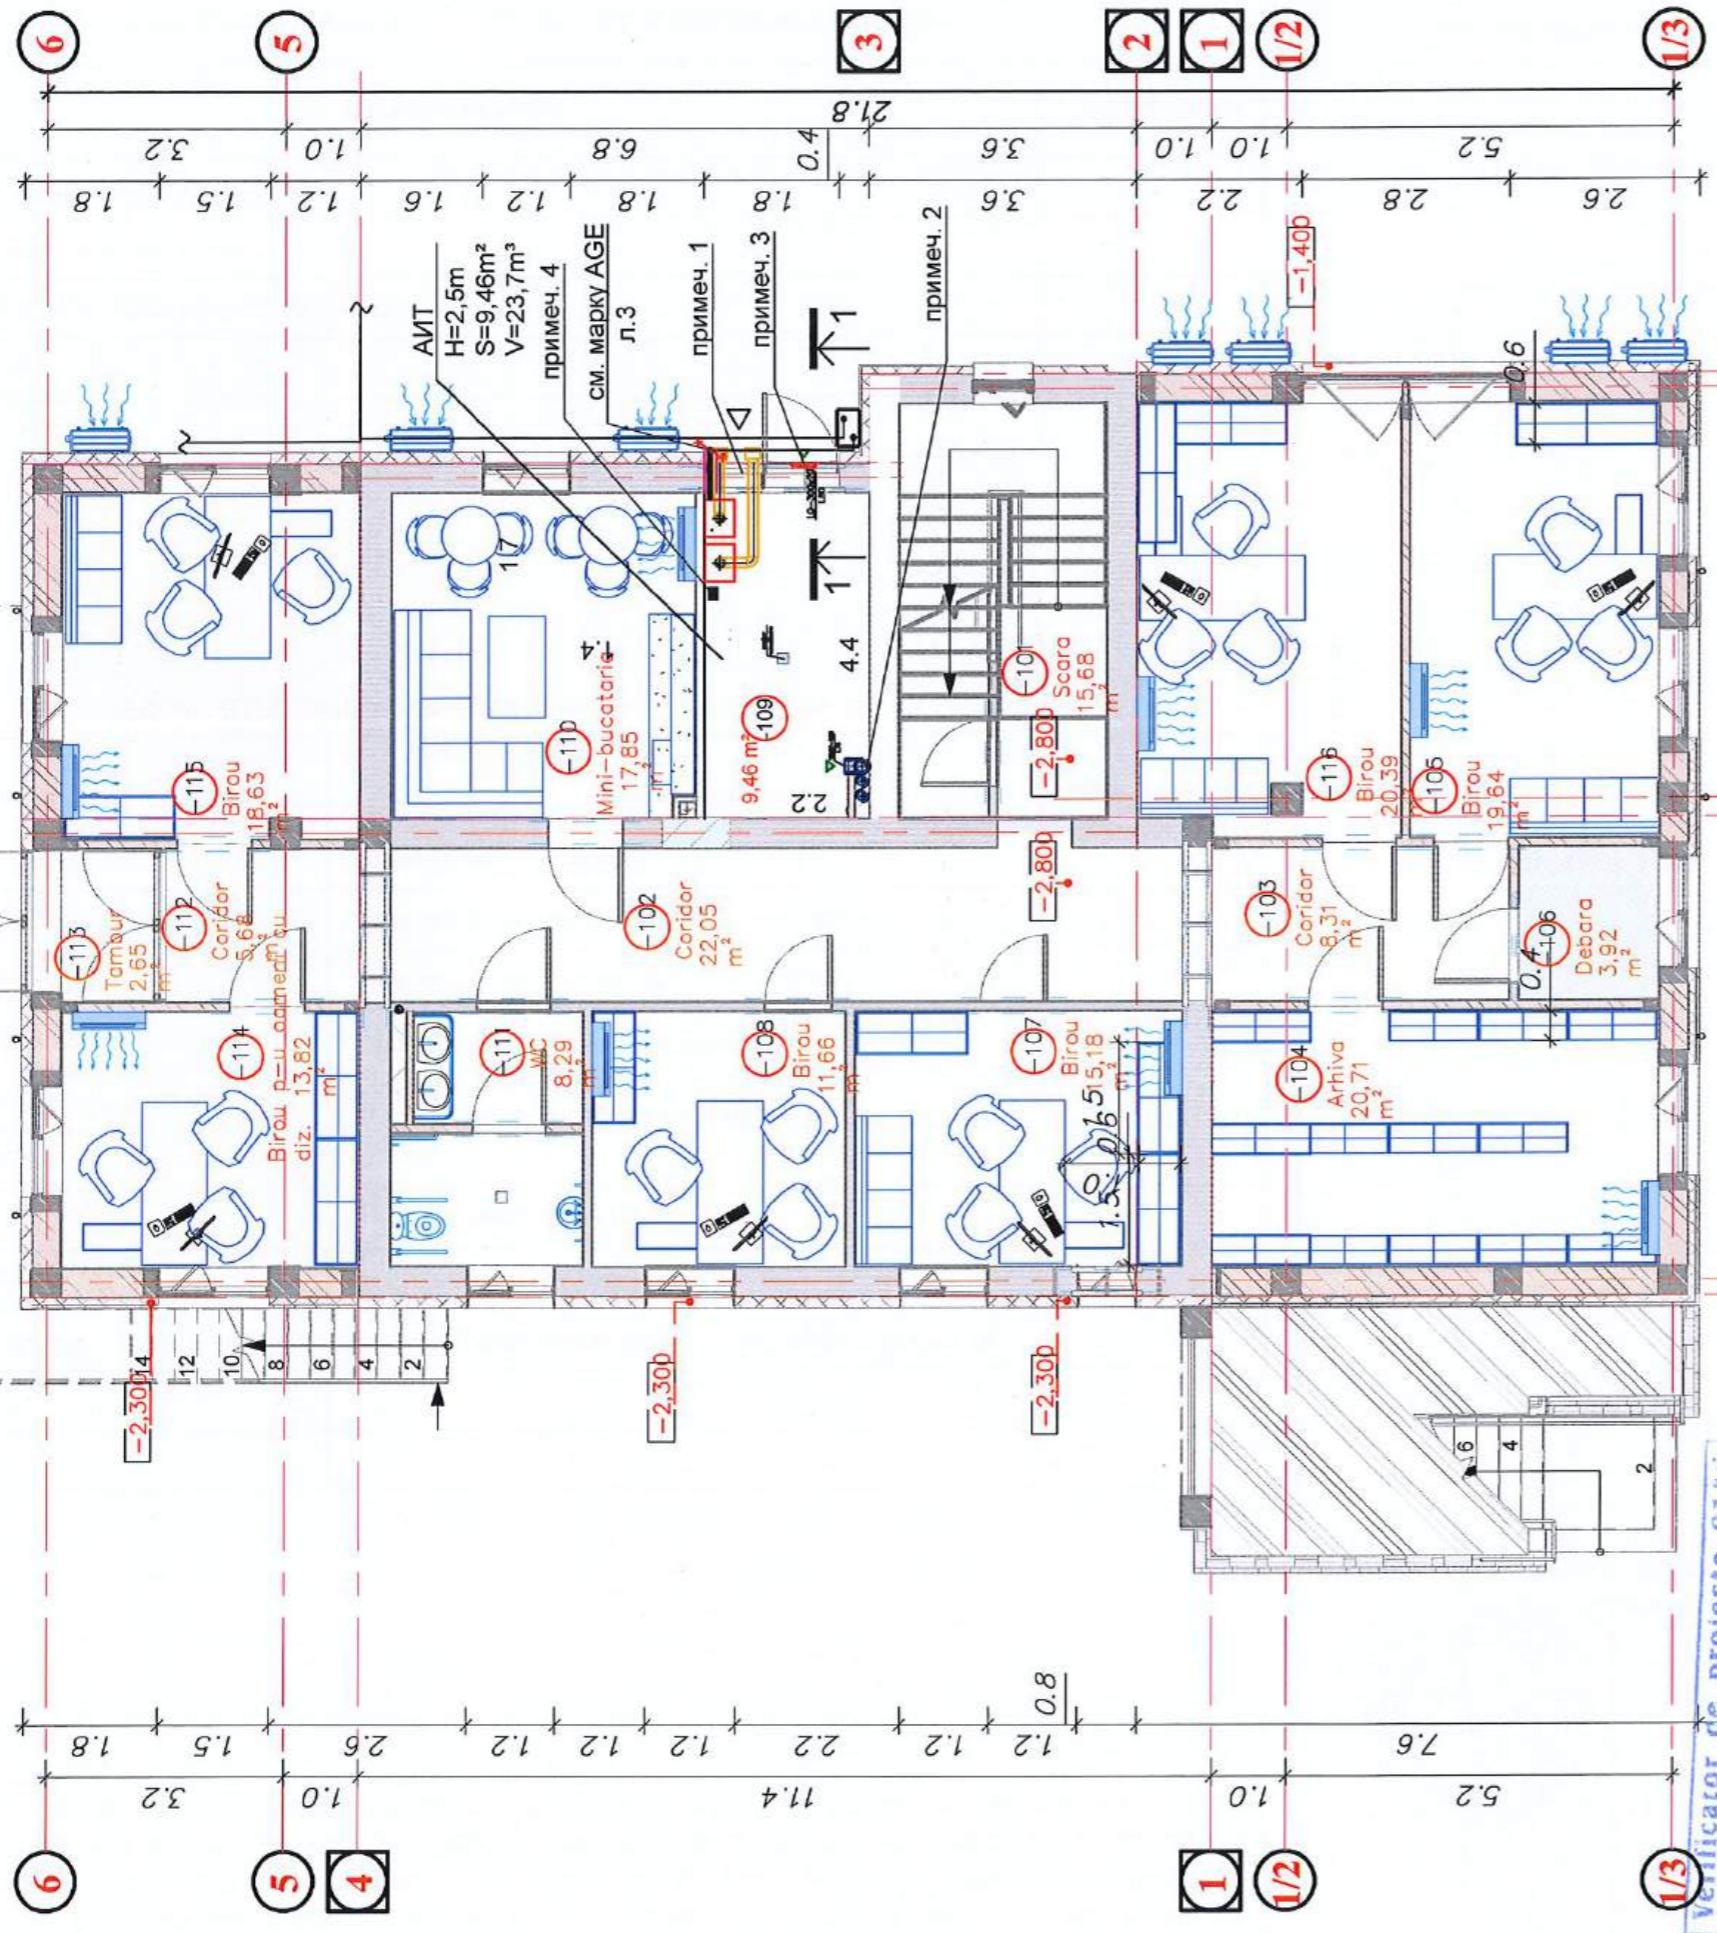 6
5
3
2
1
1/2
1/3
21.8
3.2
1.0
6.8
0.4
3.6
1.0
1.0
5.2
1.8
1.5
1.2
1.6
1.2
1.8
1.8
3.6
2.2
2.8
2.6
АИТ
H=2,5m
S=9,46m²
V=23,7m³
примеч. 4
см. марку AGE
л.3
примеч. 1
примеч. 3
примеч. 2
1
1
-1,400
0.6
17
1.4
4.4
2.2
-115
Birou
18,63
m²
-110
Mini-bucatarie
17,85
m²
-109
9,46 m²
-101
Scara
15,68
m²
-2,800
-2,800
-116
Birou
20,39
m²
-105
Birou
19,64
m²
-113
Tambur
2,65
m²
-112
Coridor
5,68
m²
-102
Coridor
22,05
m²
-103
Coridor
8,31
m²
-106
Debara
3,92
m²
0.4
-114
Birou p-u oameni cu
diz. 13,82
m²
-111
WC
8,29
m²
-108
Birou
11,66
m²
-107
Birou
15,18
m²
-104
Arhiva
20,71
m²
14
12
10
8
6
4
2
-2,300
-2,300
-2,300
6
4
2
0.8
1.8
1.5
2.6
1.2
1.2
1.2
2.2
1.2
1.2
7.6
3.2
1.0
11.4
1.0
5.2
6
5
4
1
1/2
1/3
Verificator de proiecte